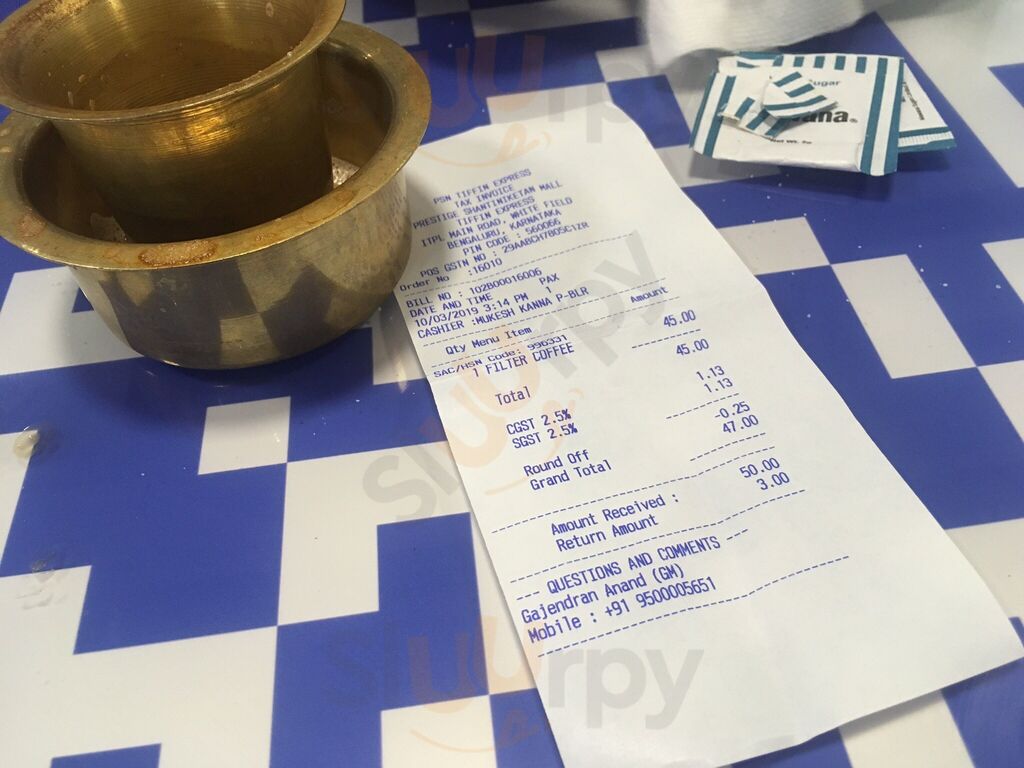 PSN TIFFIN EXPRESS
TAX INVOICE
PRESTIGE SHANTINIKETAN MALL
TIFFIN EXPRESS
ITPL MAIN ROAD, WHITE FIELD
BENGALURU, KARNATAKA
PIN CODE : 560066
POS GSTN NO : 29AABCH7805C1ZR
Order No :16010
BILL NO : 102B00016006
DATE AND TIME PAX
10/03/2019 3:14 PM 1
CASHIER :MUKESH KANNA P-BLR
Qty Menu Item Amount
SAC/HSN Code: 996331
1 FILTER COFFEE 45.00
Total 45.00
CGST 2.5% 1.13
SGST 2.5% 1.13
Round Off -0.25
Grand Total 47.00
Amount Received : 50.00
Return Amount 3.00
--- QUESTIONS AND COMMENTS ---
Gajendran Anand (GM)
Mobile : +91 9500005651
Sugar
Net Wt.
sluurpy
sluurpy
sluurpy